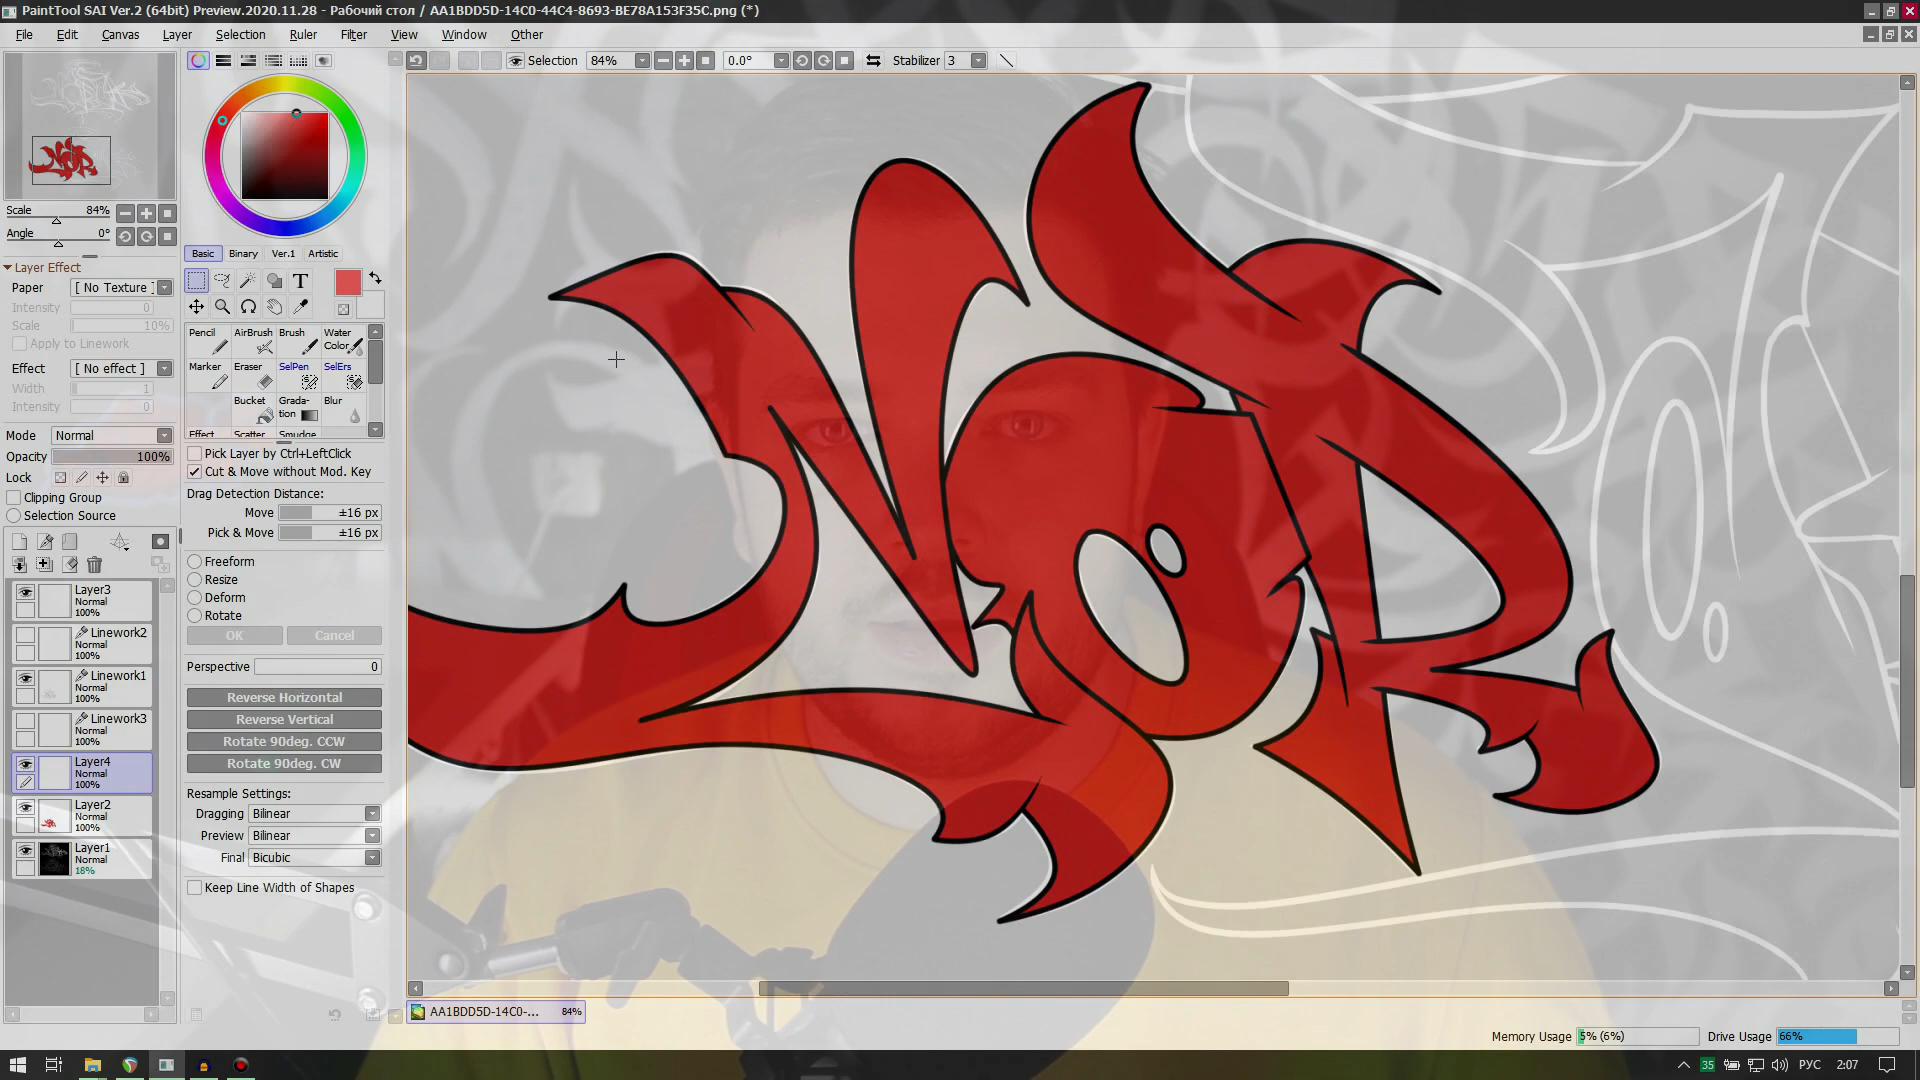 PaintTool SAI Ver.2 (64bit) Preview.2020.11.28 - Рабочий стол / AA1BDD5D-14C0-44C4-8693-BE78A153F35C.png (*)
File Edit Canvas Layer Selection Ruler Filter View Window Other
Selection 84% 0.0° Stabilizer 3
Scale 84%
Angle 0°
Layer Effect
Paper [ No Texture ]
Intensity 0
Scale 10%
Apply to Linework
Effect [ No effect ]
Width 1
Intensity 0
Mode Normal
Opacity 100%
Lock
Clipping Group
Selection Source
Layer3
Normal
100%
Linework2
Normal
100%
Linework1
Normal
100%
Linework3
Normal
100%
Layer4
Normal
100%
Layer2
Normal
100%
Layer1
Normal
18%
Basic Binary Ver.1 Artistic
T
Pencil AirBrush Brush Water Color
Marker Eraser SelPen SelErs
Bucket Grada-tion Blur
Effect Scatter Smudge
Pick Layer by Ctrl+LeftClick
Cut & Move without Mod. Key
Drag Detection Distance:
Move ±16 px
Pick & Move ±16 px
Freeform
Resize
Deform
Rotate
OK Cancel
Perspective 0
Reverse Horizontal
Reverse Vertical
Rotate 90deg. CCW
Rotate 90deg. CW
Resample Settings:
Dragging Bilinear
Preview Bilinear
Final Bicubic
Keep Line Width of Shapes
NOR
AA1BDD5D-14C0-... 84%
Memory Usage 5% (6%) Drive Usage 66%
35 РУС 2:07